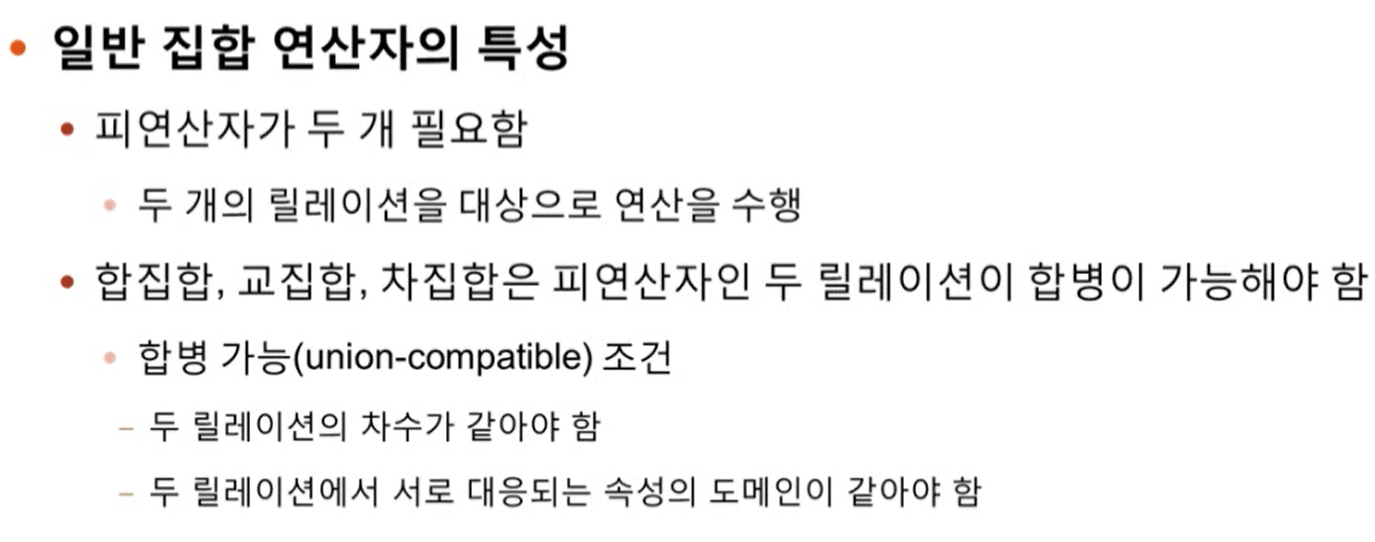 • 일반 집합 연산자의 특성
• 피연산자가 두 개 필요함
• 두 개의 릴레이션을 대상으로 연산을 수행
• 합집합, 교집합, 차집합은 피연산자인 두 릴레이션이 합병이 가능해야 함
• 합병 가능(union-compatible) 조건
– 두 릴레이션의 차수가 같아야 함
– 두 릴레이션에서 서로 대응되는 속성의 도메인이 같아야 함